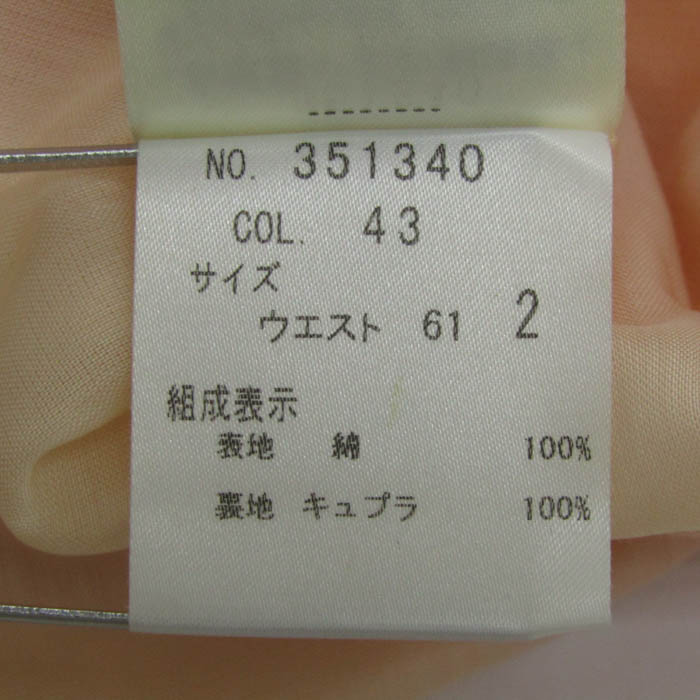 --------
NO. 351340
COL. 43
サイズ
ウエスト 61 2
組成表示
表地 綿 100%
裏地 キュプラ 100%